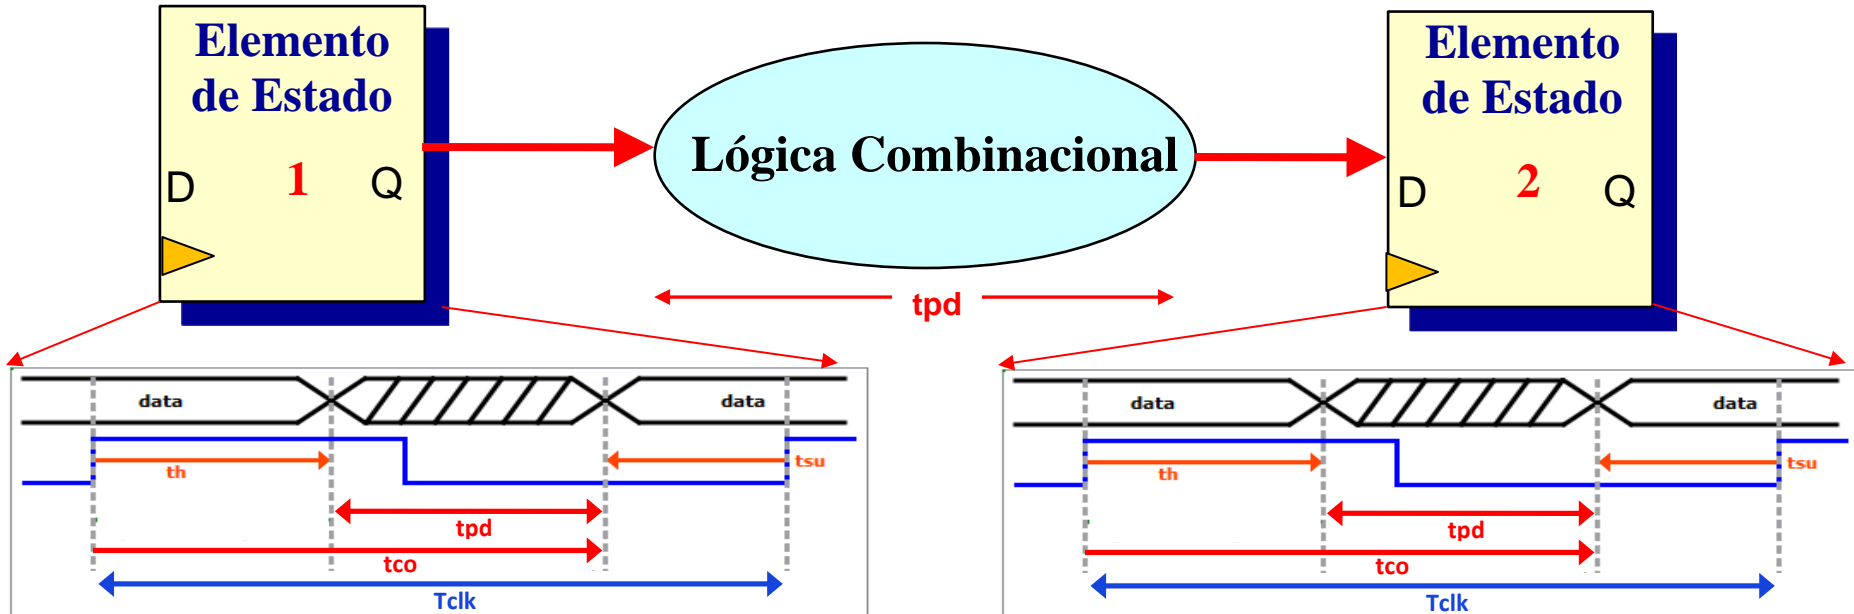 Elemento
de Estado
1
D
Q
Lógica Combinacional
tpd
Elemento
de Estado
2
D
Q
data
data
th
tsu
tpd
tco
Tclk
data
data
th
tsu
tpd
tco
Tclk